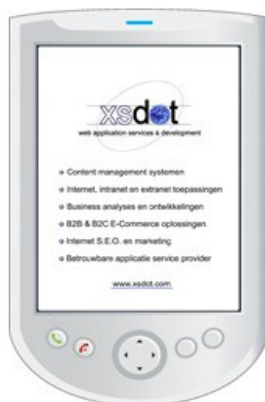 xsdot
web application services & development
Content management systemen
Internet, intranet en extranet toepassingen
Business analyses en ontwikkelingen
B2B & B2C E-Commerce oplossingen
Internet S.E.O. en marketing
Betrouwbare applicatie service provider
www.xsdot.com